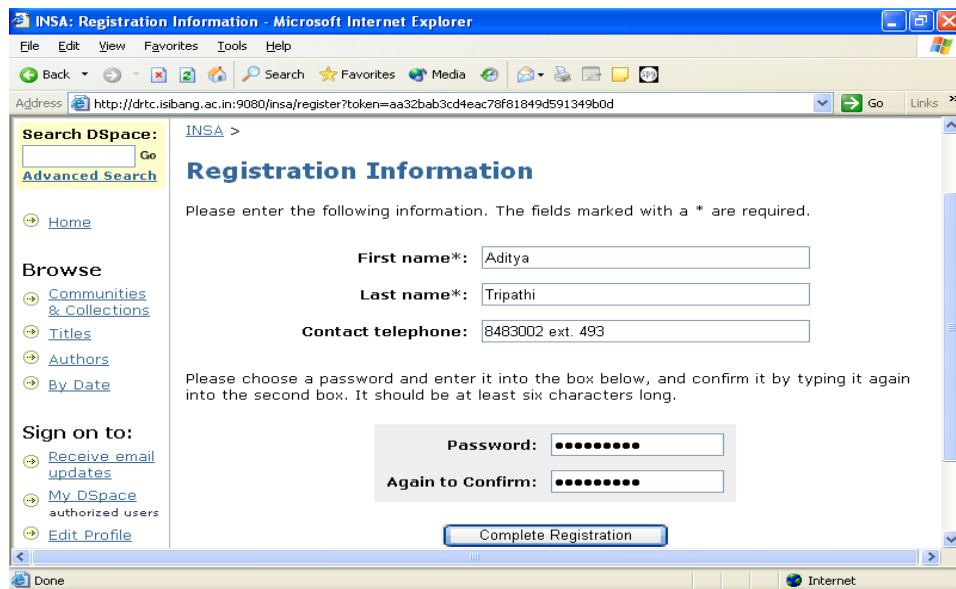 INSA: Registration Information - Microsoft Internet Explorer
File Edit View Favorites Tools Help
Back Search Favorites Media
Address http://drtc.isibang.ac.in:9080/insa/register?token=aa32bab3cd4eac78f81849d591349b0d Go Links »
Search DSpace:
Go
Advanced Search
Home
Browse
Communities
& Collections
Titles
Authors
By Date
Sign on to:
Receive email
updates
My DSpace
authorized users
Edit Profile
INSA >
Registration Information
Please enter the following information. The fields marked with a * are required.
First name*: Aditya
Last name*: Tripathi
Contact telephone: 8483002 ext. 493
Please choose a password and enter it into the box below, and confirm it by typing it again
into the second box. It should be at least six characters long.
Password: •••••••••
Again to Confirm: •••••••••
Complete Registration
Done Internet